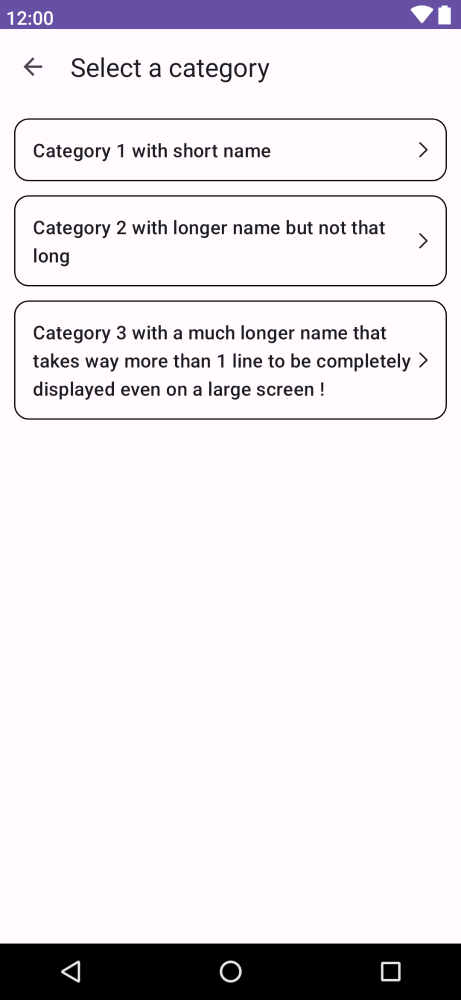 12:00
Select a category
Category 1 with short name
Category 2 with longer name but not that
long
Category 3 with a much longer name that
takes way more than 1 line to be completely
displayed even on a large screen !